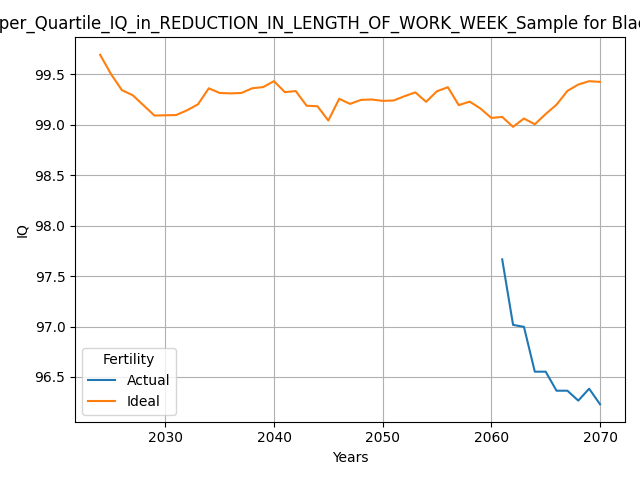 per_Quartile_IQ_in_REDUCTION_IN_LENGTH_OF_WORK_WEEK_Sample for Bla
99.5
99.0
98.5
98.0
97.5
97.0
96.5
IQ
Fertility
Actual
Ideal
2030 2040 2050 2060 2070
Years